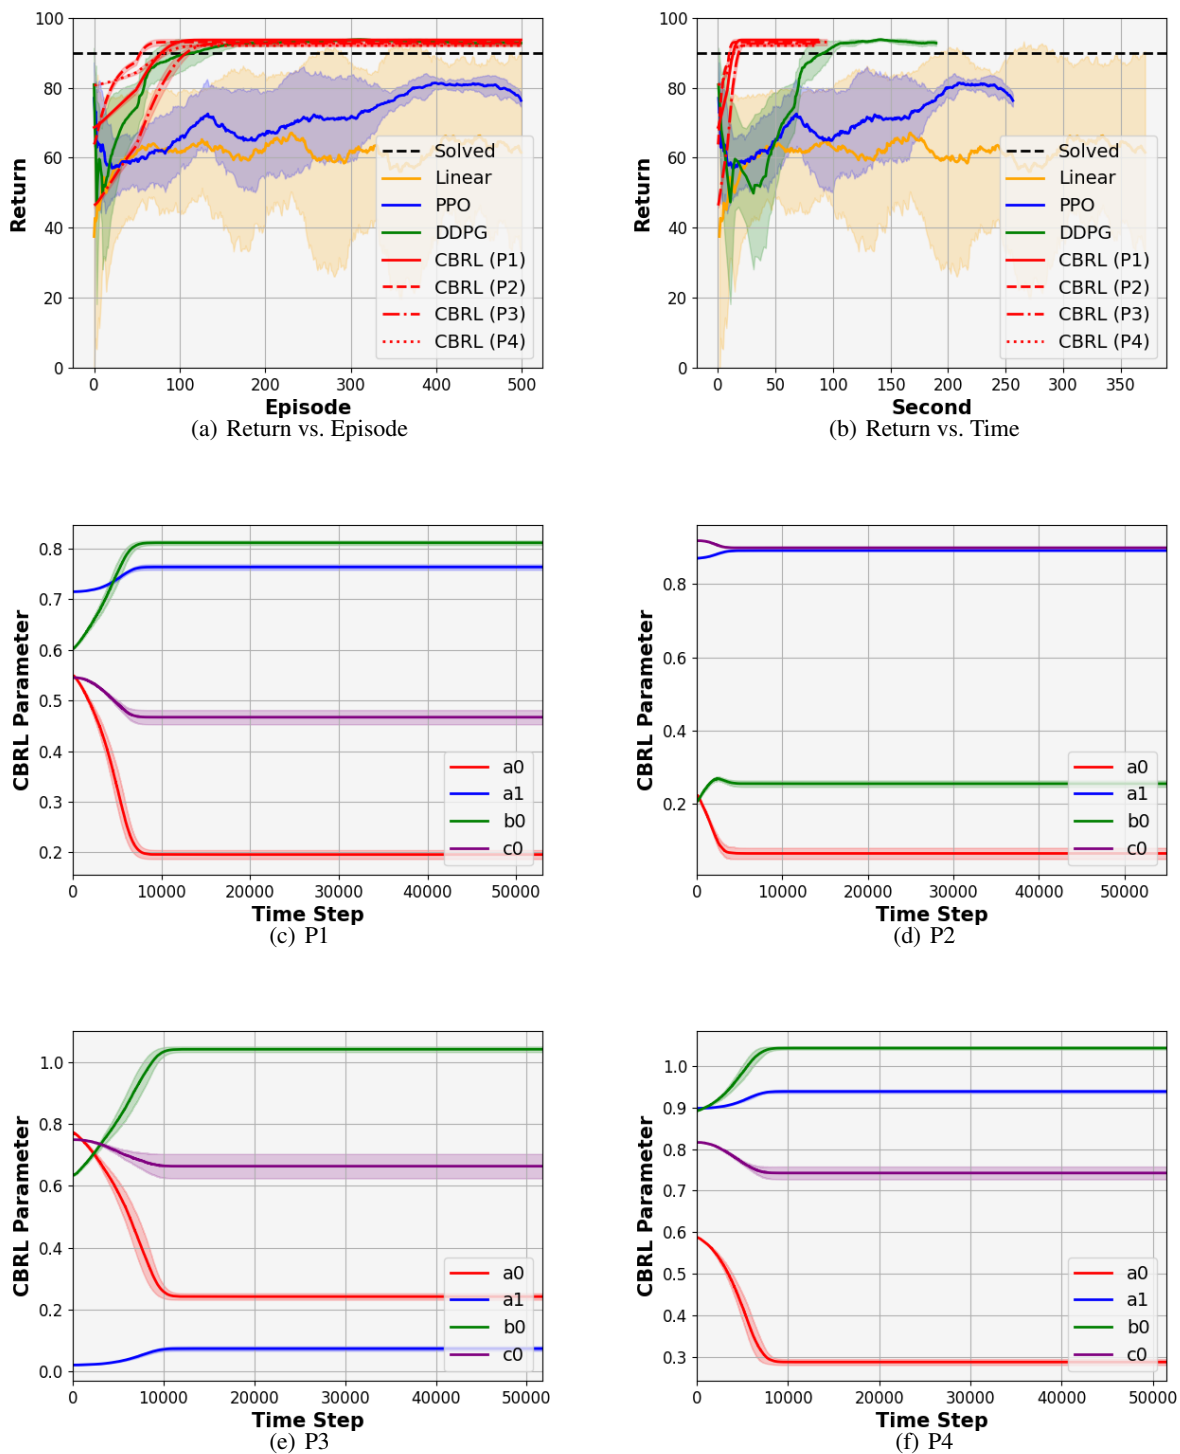 100
80
60
40
20
0
Return
Solved
Linear
PPO
DDPG
CBRL (P1)
CBRL (P2)
CBRL (P3)
CBRL (P4)
0 100 200 300 400 500
Episode
(a) Return vs. Episode
100
80
60
40
20
0
Return
Solved
Linear
PPO
DDPG
CBRL (P1)
CBRL (P2)
CBRL (P3)
CBRL (P4)
0 50 100 150 200 250 300 350
Second
(b) Return vs. Time
0.8
0.7
0.6
0.5
0.4
0.3
0.2
CBRL Parameter
a0
a1
b0
c0
0 10000 20000 30000 40000 50000
Time Step
(c) P1
0.8
0.6
0.4
0.2
CBRL Parameter
a0
a1
b0
c0
0 10000 20000 30000 40000 50000
Time Step
(d) P2
1.0
0.8
0.6
0.4
0.2
0.0
CBRL Parameter
a0
a1
b0
c0
0 10000 20000 30000 40000 50000
Time Step
(e) P3
1.0
0.9
0.8
0.7
0.6
0.5
0.4
0.3
CBRL Parameter
a0
a1
b0
c0
0 10000 20000 30000 40000 50000
Time Step
(f) P4